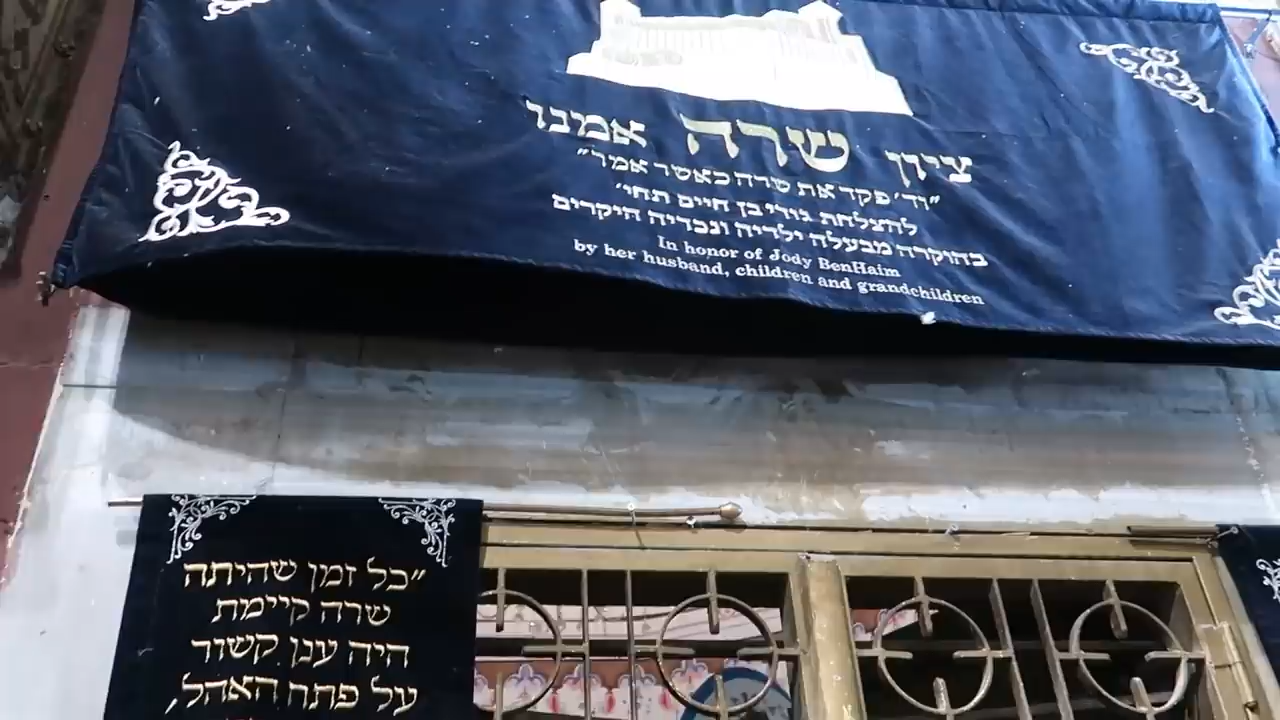 ציון שרה אמנו
"וד' פקד את שרה כאשר אמר"
להצלחת גורי בן חיים תחי'
בהוקרה מבעלה ילדיה ונכדיה היקרים
In honor of Jody BenHaim
by her husband, children and grandchildren
"כל זמן שהיתה
שרה קיימת
היה ענן קשור
על פתח האהל,